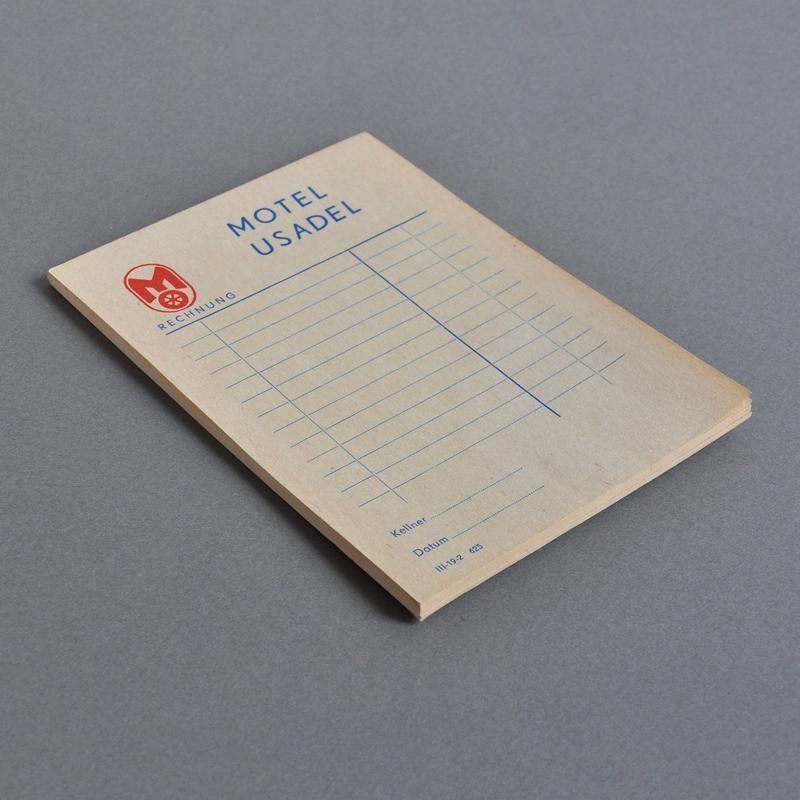 MOTEL
USADEL
M
RECHNUNG
Kellner
Datum
III-19-2 625